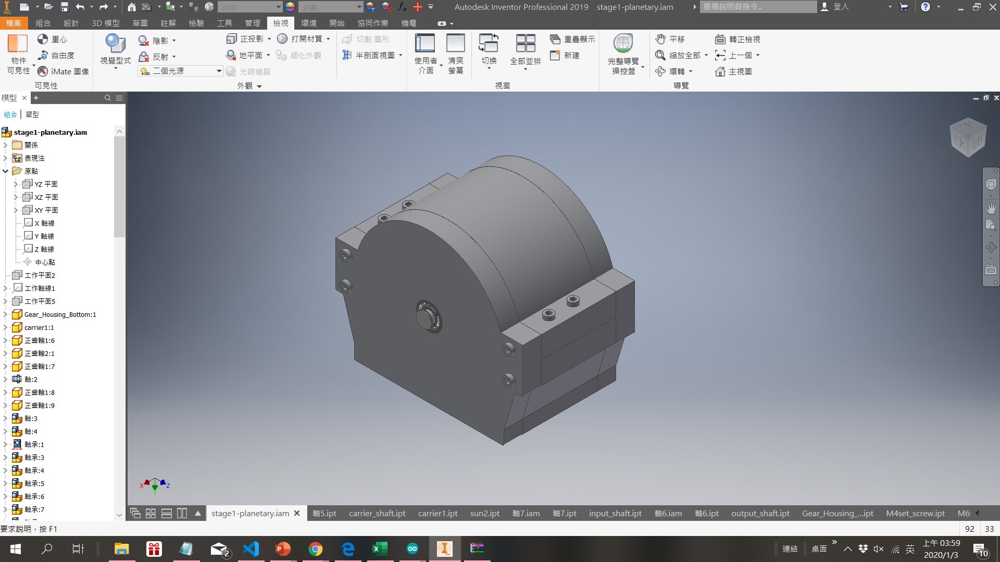 Autodesk Inventor Professional 2019 stage1-planetary.iam
搜尋說明與指令...
登入
材料
外觀
檔案 組合 設計 3D 模型 草圖 註解 檢驗 工具 管理 檢視 環境 開始 協同作業 機電
物件
可見性
重心
自由度
iMate 圖像
可見性
視覺型式
陰影
反射
二個光源
正投影
地平面
光跡追蹤
打開材質
細化外觀
外觀
切割 圖形
半剖面視圖
使用者
介面
清爽
螢幕
切換
全部並排
重疊顯示
新建
視窗
完整導覽
操控盤
平移
縮放全部
環轉
轉正檢視
上一個
主視圖
導覽
模型
組合 塑型
stage1-planetary.iam
關係
表現法
原點
YZ 平面
XZ 平面
XY 平面
X 軸線
Y 軸線
Z 軸線
中心點
工作平面2
工作軸線1
工作平面5
Gear_Housing_Bottom:1
carrier1:1
正齒輪1:6
正齒輪2:1
正齒輪1:7
軸:2
正齒輪1:8
正齒輪1:9
軸:3
軸:4
軸承:1
軸承:3
軸承:4
軸承:5
軸承:6
軸承:7
X Y Z
stage1-planetary.iam 軸5.ipt carrier_shaft.ipt carrier1.ipt sun2.ipt 軸7.iam 軸7.ipt input_shaft.ipt 軸6.iam 軸6.ipt output_shaft.ipt Gear_Housing_...ipt M4set_screw.ipt M6
要求說明，按 F1
92 33
連結 桌面 英
上午 03:59
2020/1/3
2
10